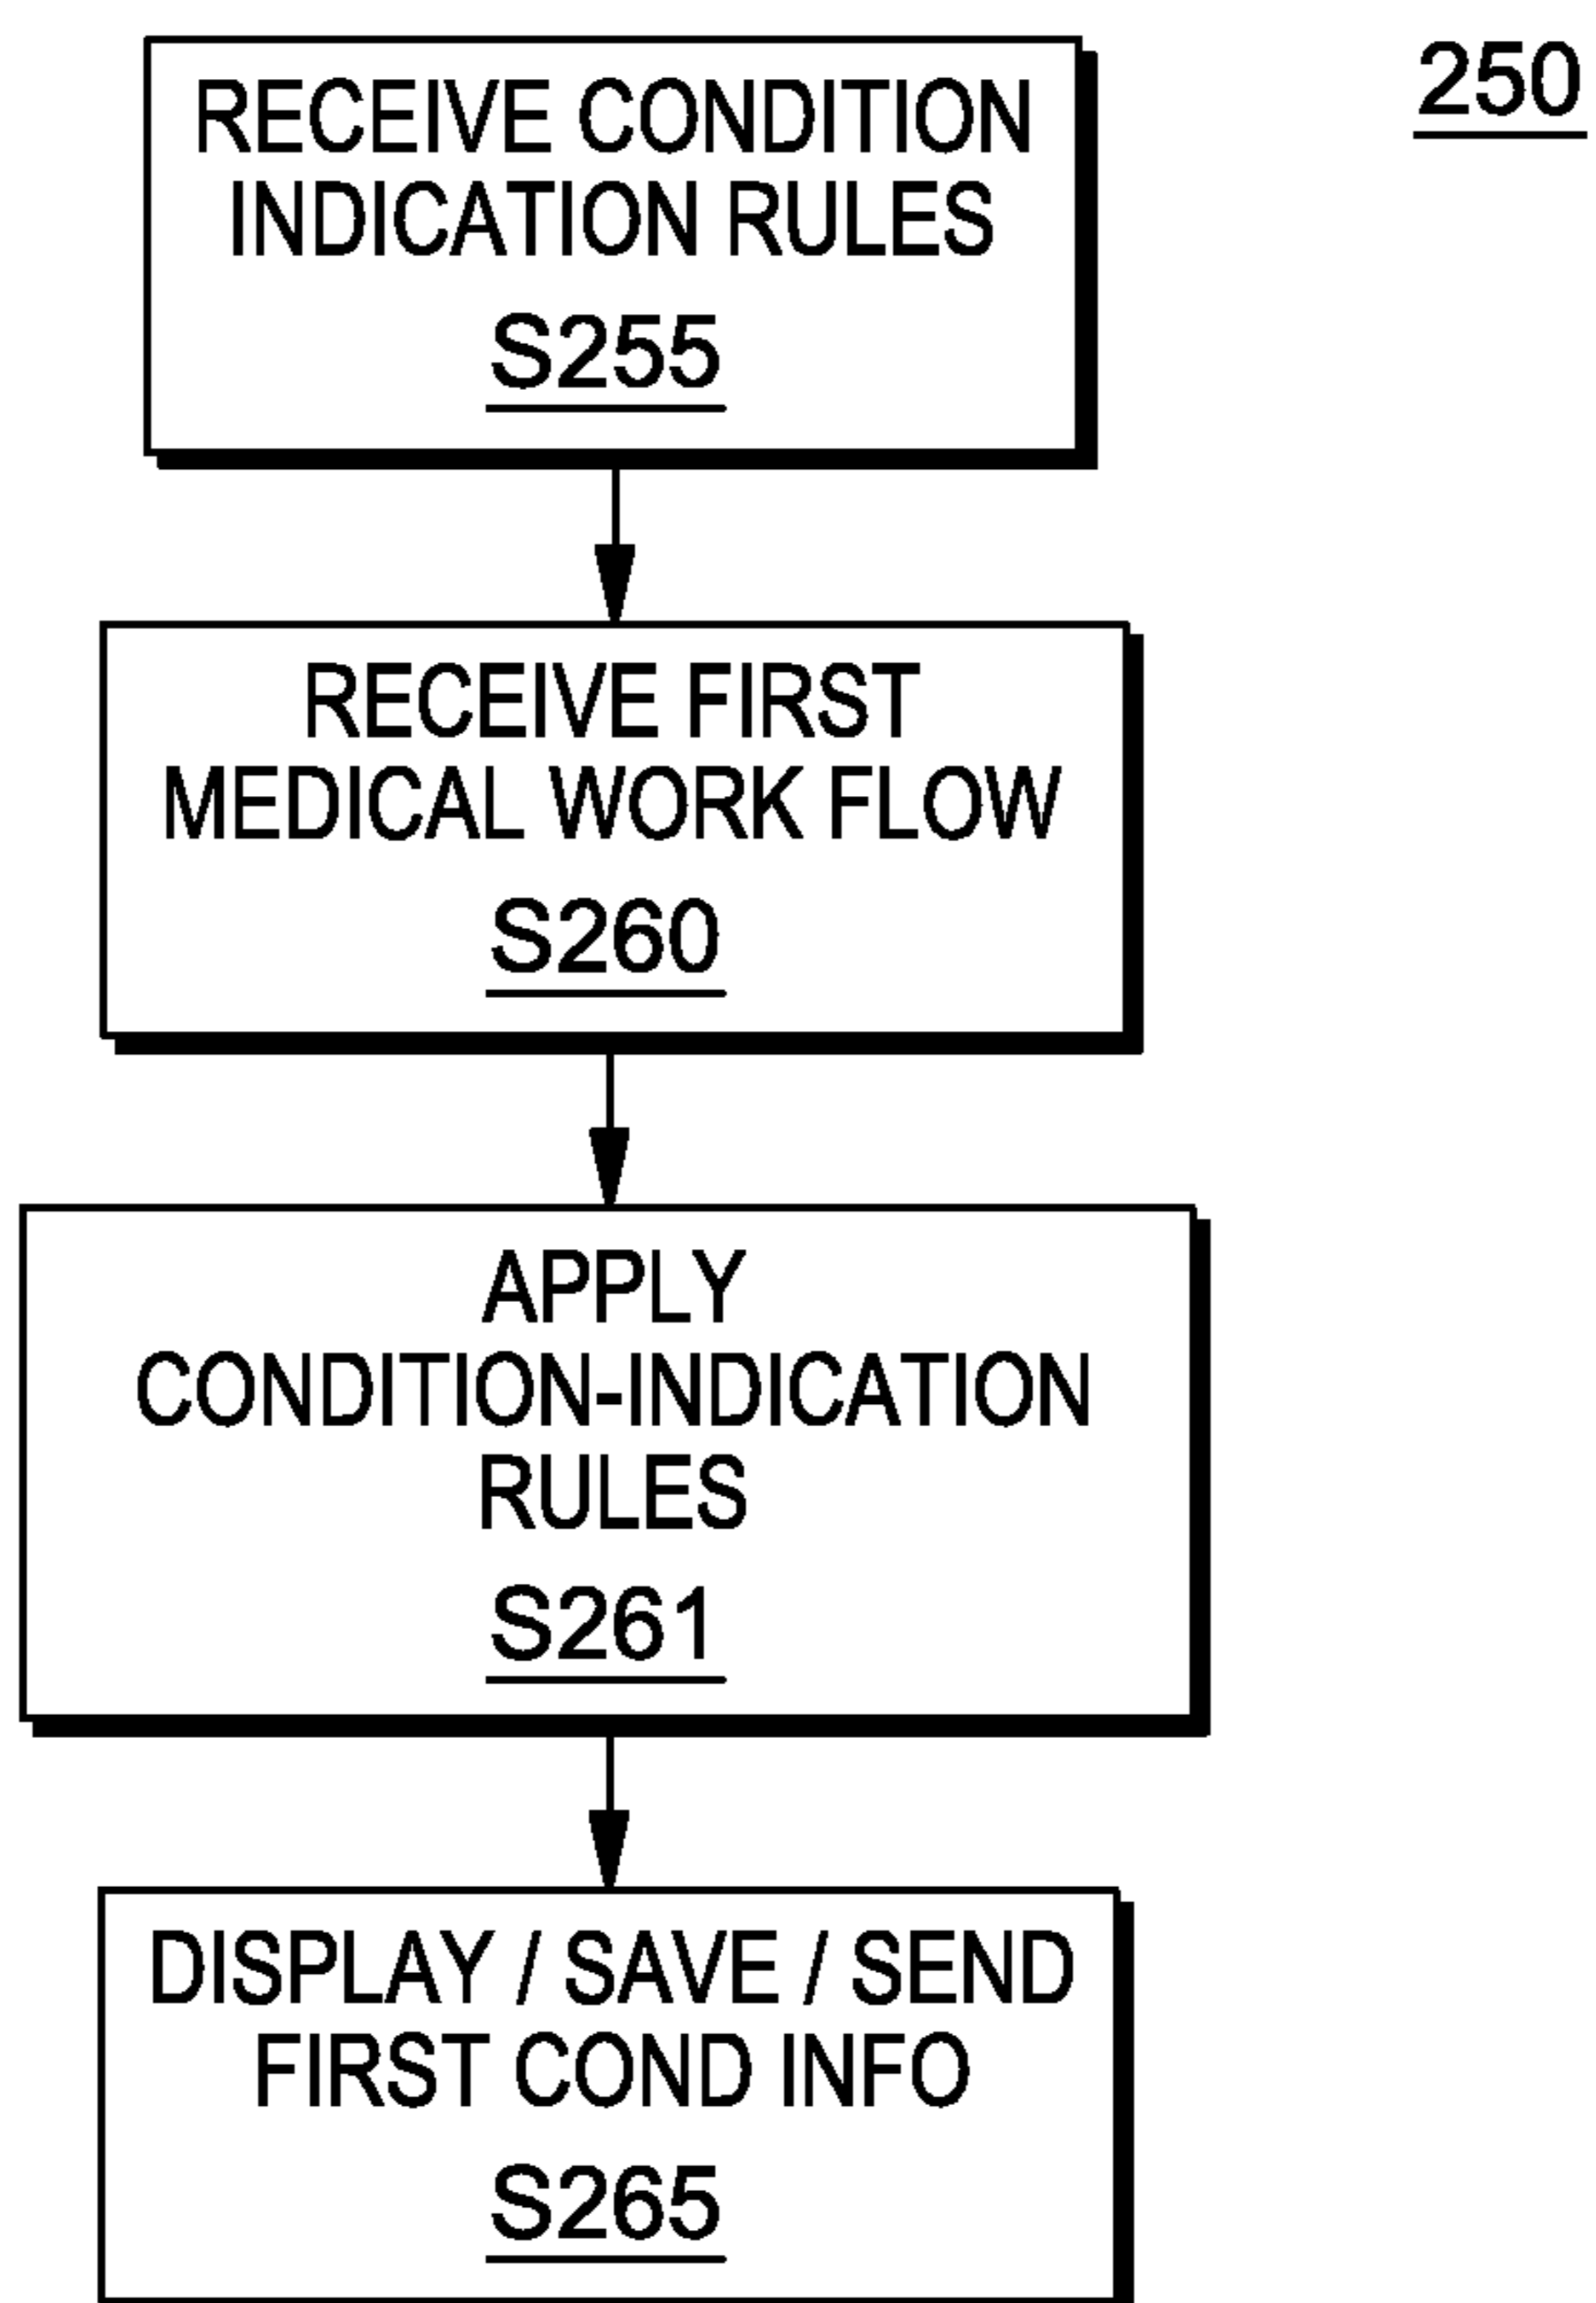 250
RECEIVE CONDITION
INDICATION RULES
S255
RECEIVE FIRST
MEDICAL WORK FLOW
S260
APPLY
CONDITION-INDICATION
RULES
S261
DISPLAY / SAVE / SEND
FIRST COND INFO
S265